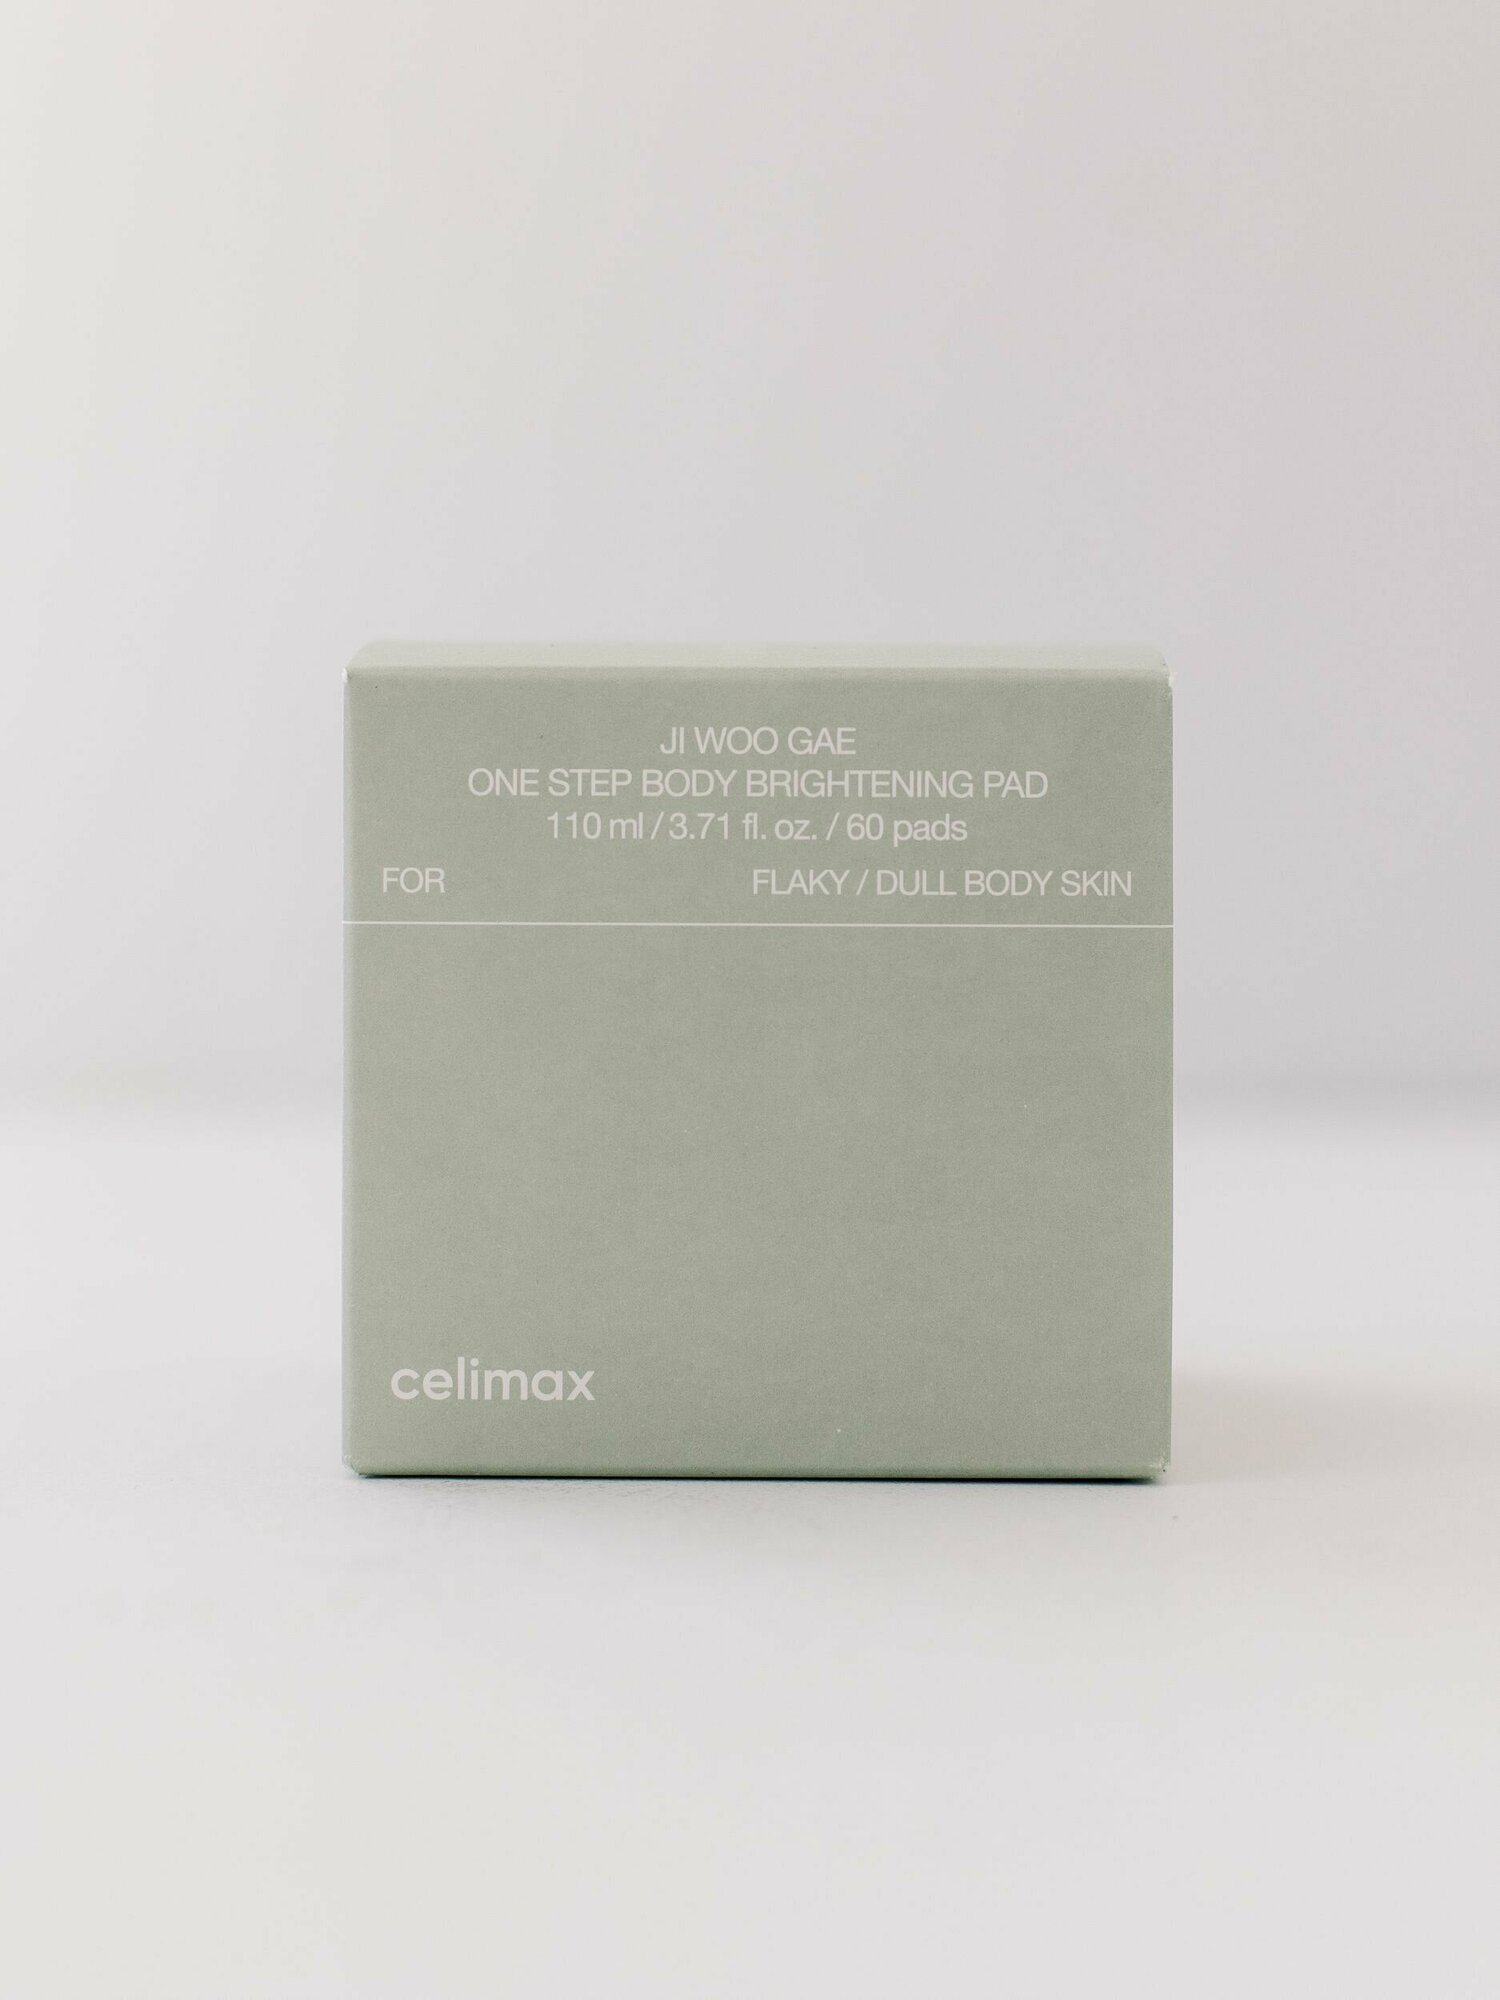 JI WOO GAE
ONE STEP BODY BRIGHTENING PAD
110 ml / 3.71 fl. oz. / 60 pads
FOR FLAKY / DULL BODY SKIN
celimax